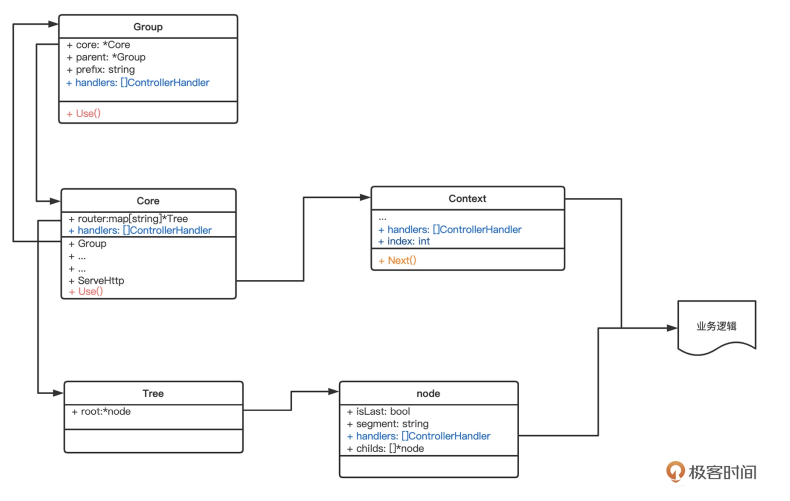 Group
+ core: *Core
+ parent: *Group
+ prefix: string
+ handlers: []ControllerHandler
+ Use()
Core
+ router:map[string]*Tree
+ handlers: []ControllerHandler
+ Group
+ ...
+ ...
+ ServeHttp
+ Use()
Context
...
+ handlers: []ControllerHandler
+ index: int
+ Next()
业务逻辑
Tree
+ root:*node
node
+ isLast: bool
+ segment: string
+ handlers: []ControllerHandler
+ childs: []*node
极客时间